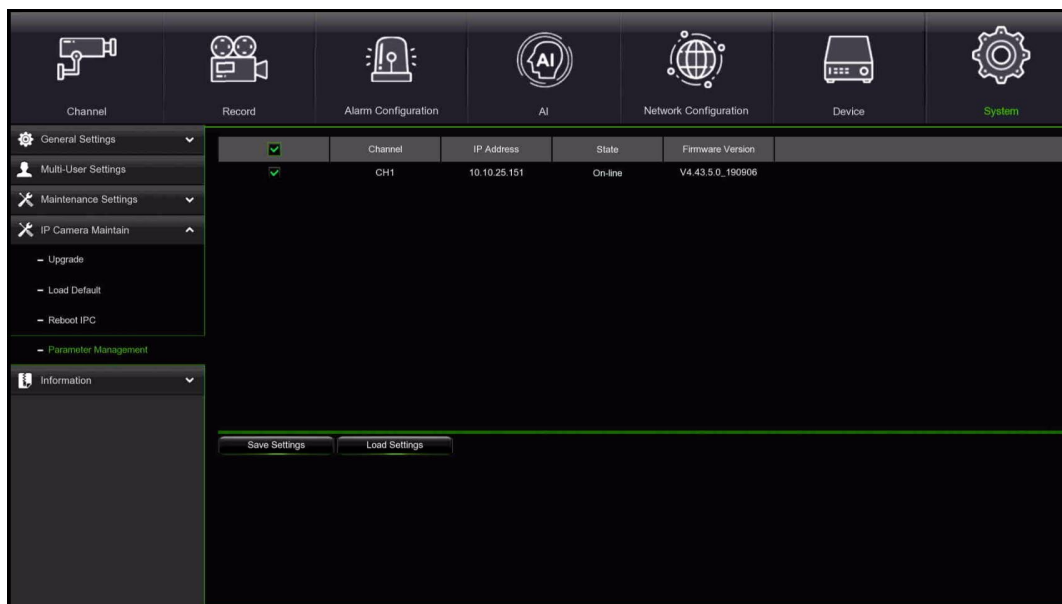 AI
Channel Record Alarm Configuration AI Network Configuration Device System
General Settings
Multi-User Settings
Maintenance Settings
IP Camera Maintain
Upgrade
Load Default
Reboot IPC
Parameter Management
Information
Channel IP Address State Firmware Version
CH1 10.10.25.151 On-line V4.43.5.0_190906
Save Settings Load Settings